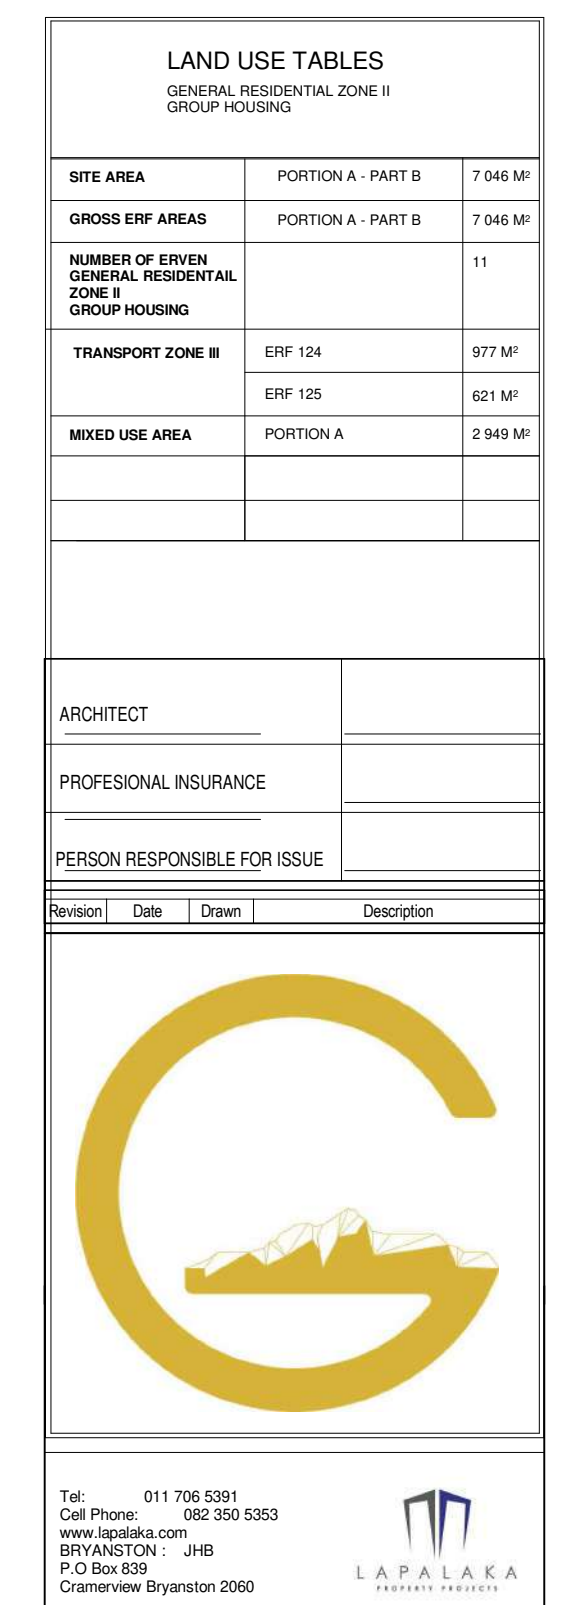 LAND USE TABLES
GENERAL RESIDENTIAL ZONE II
GROUP HOUSING
SITE AREA PORTION A - PART B 7 046 M²
GROSS ERF AREAS PORTION A - PART B 7 046 M²
NUMBER OF ERVEN 11
GENERAL RESIDENTAIL
ZONE II
GROUP HOUSING
TRANSPORT ZONE III ERF 124 977 M²
ERF 125 621 M²
MIXED USE AREA PORTION A 2 949 M²
ARCHITECT
PROFESIONAL INSURANCE
PERSON RESPONSIBLE FOR ISSUE
Revision Date Drawn Description
Tel: 011 706 5391
Cell Phone: 082 350 5353
www.lapalaka.com
BRYANSTON : JHB
P.O Box 839
Cramerview Bryanston 2060
LAPALAKA
PROPERTY PROJECTS